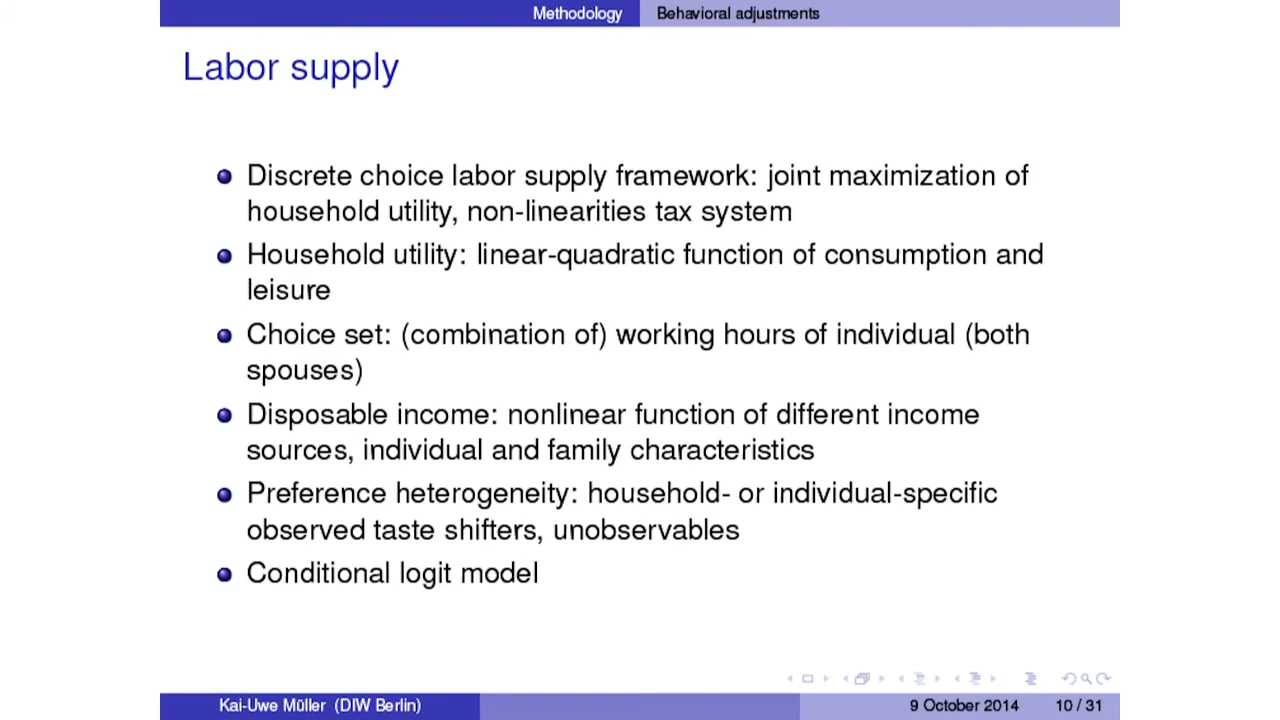 Methodology Behavioral adjustments
Labor supply
Discrete choice labor supply framework: joint maximization of
household utility, non-linearities tax system
Household utility: linear-quadratic function of consumption and
leisure
Choice set: (combination of) working hours of individual (both
spouses)
Disposable income: nonlinear function of different income
sources, individual and family characteristics
Preference heterogeneity: household- or individual-specific
observed taste shifters, unobservables
Conditional logit model
Kai-Uwe Müller (DIW Berlin) 9 October 2014 10 / 31